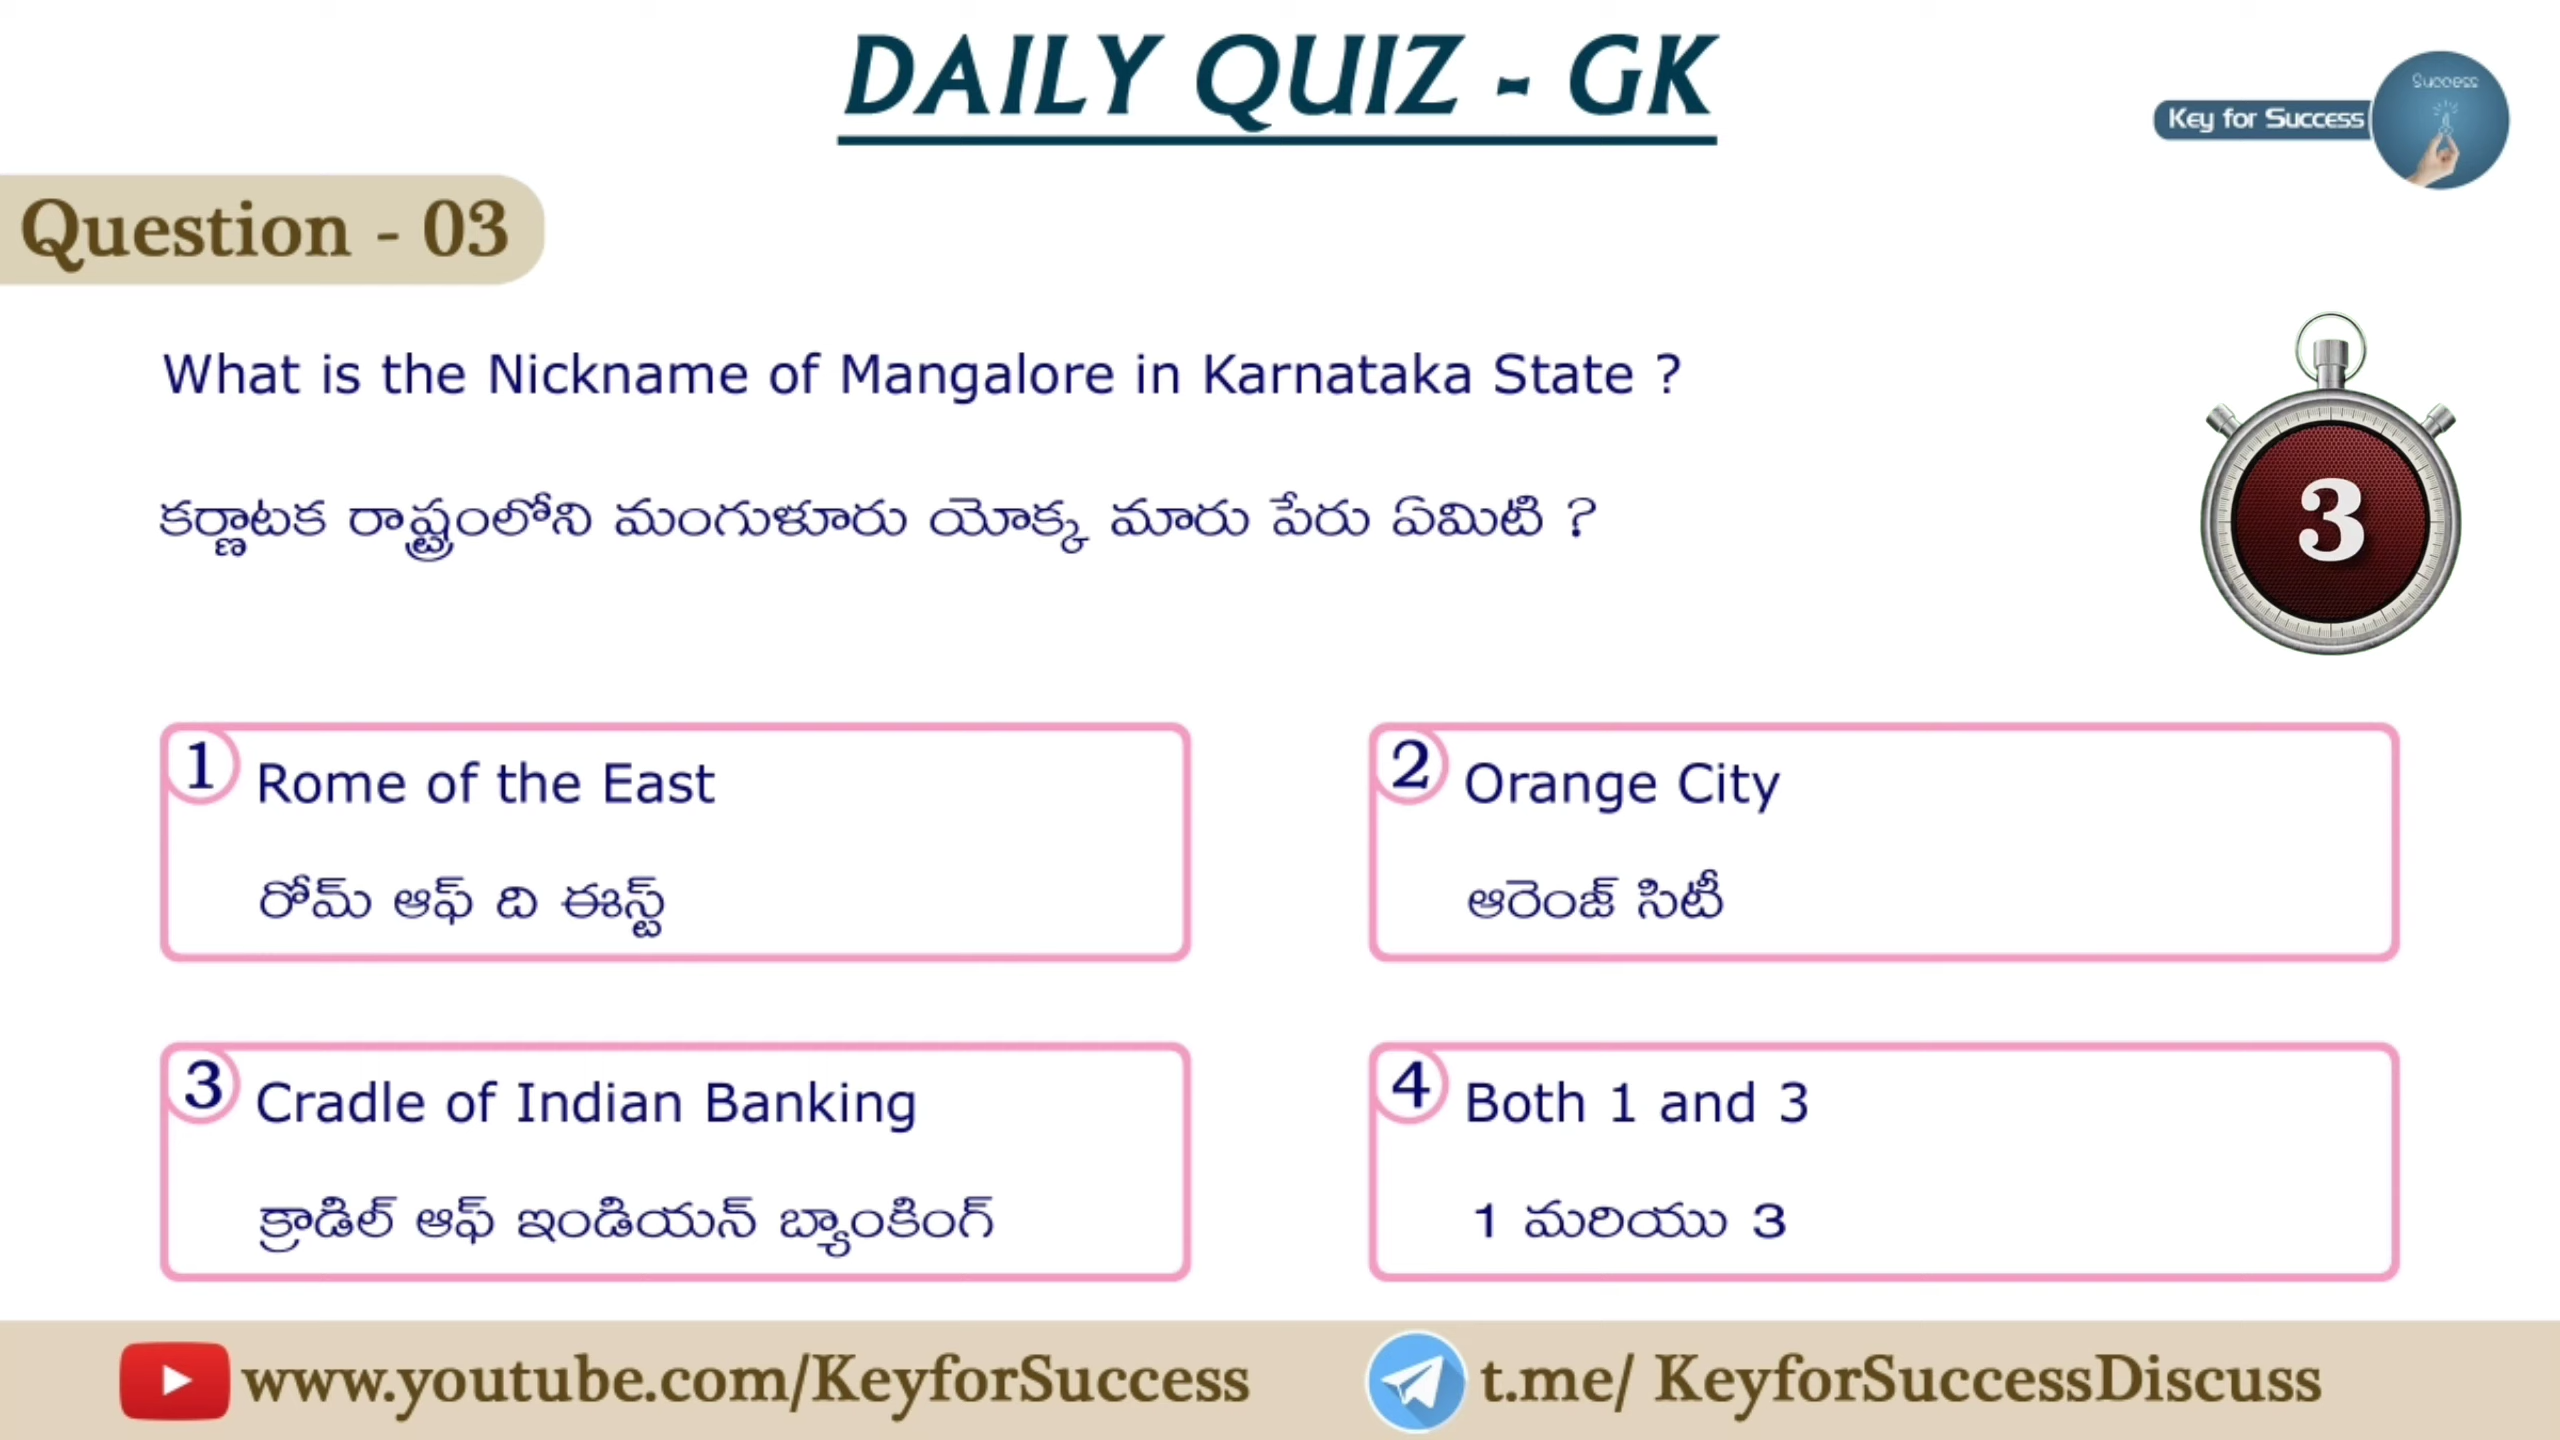 DAILY QUIZ - GK
Success
Key for Success
Question - 03
What is the Nickname of Mangalore in Karnataka State ?
కర్ణాటక రాష్ట్రంలోని మంగుళూరు యోక్క మారు పేరు ఏమిటి ?
3
1 Rome of the East
రోమ్ ఆఫ్ ది ఈస్ట్
2 Orange City
ఆరెంజ్ సిటీ
3 Cradle of Indian Banking
క్రాడిల్ ఆఫ్ ఇండియన్ బ్యాంకింగ్
4 Both 1 and 3
1 మరియు 3
www.youtube.com/KeyforSuccess
t.me/ KeyforSuccessDiscuss